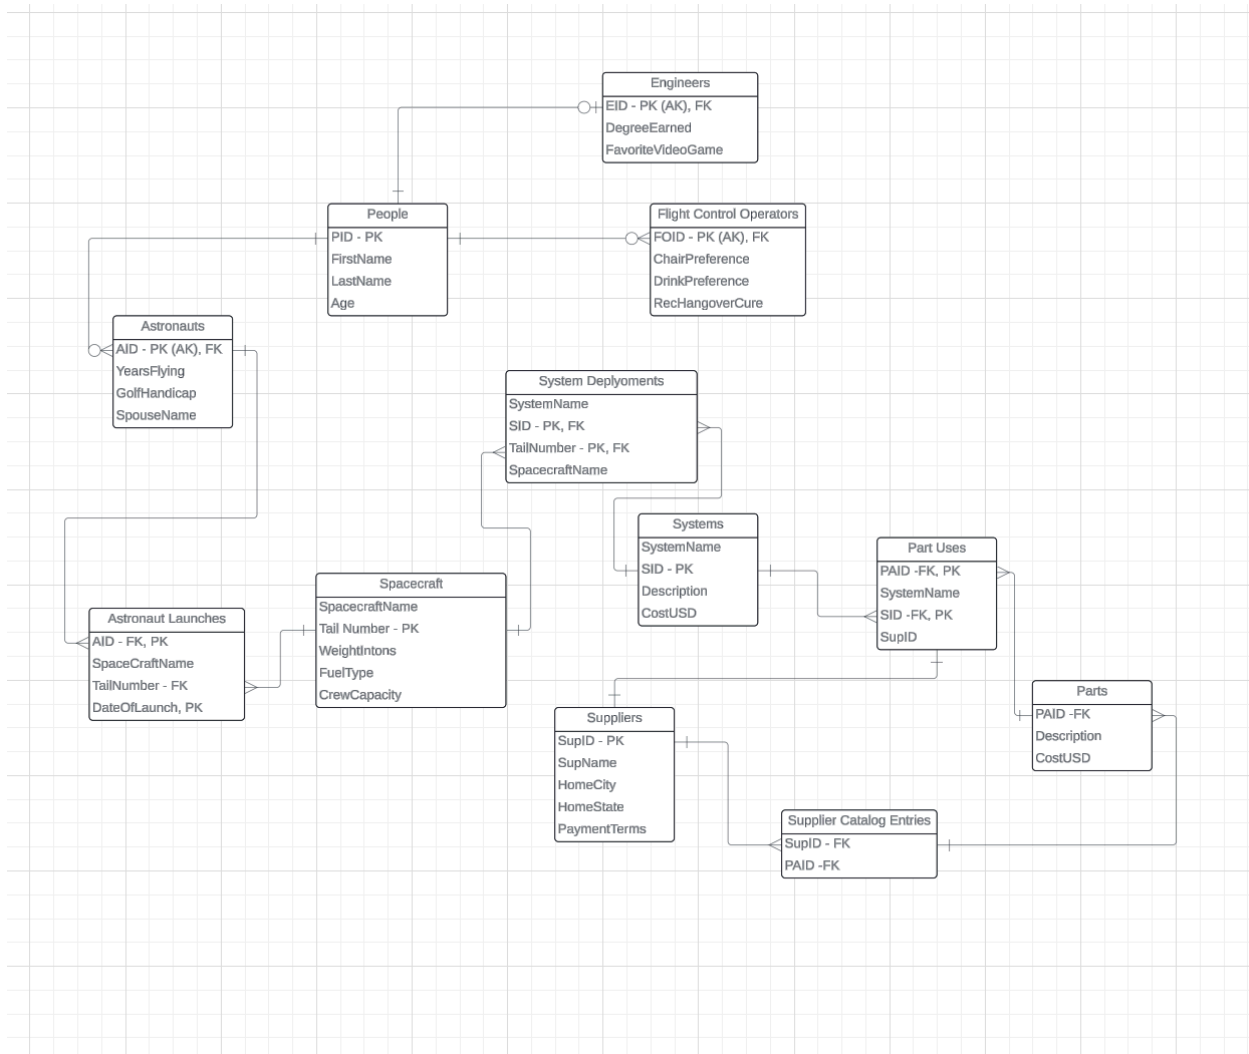 Engineers
EID - PK (AK), FK
DegreeEarned
FavoriteVideoGame
People
PID - PK
FirstName
LastName
Age
Flight Control Operators
FOID - PK (AK), FK
ChairPreference
DrinkPreference
RecHangoverCure
Astronauts
AID - PK (AK), FK
YearsFlying
GolfHandicap
SpouseName
System Deplyoments
SystemName
SID - PK, FK
TailNumber - PK, FK
SpacecraftName
Systems
SystemName
SID - PK
Description
CostUSD
Part Uses
PAID -FK, PK
SystemName
SID -FK, PK
SupID
Spacecraft
SpacecraftName
Tail Number - PK
WeightIntons
FuelType
CrewCapacity
Astronaut Launches
AID - FK, PK
SpaceCraftName
TailNumber - FK
DateOfLaunch, PK
Parts
PAID -FK
Description
CostUSD
Suppliers
SupID - PK
SupName
HomeCity
HomeState
PaymentTerms
Supplier Catalog Entries
SupID - FK
PAID -FK